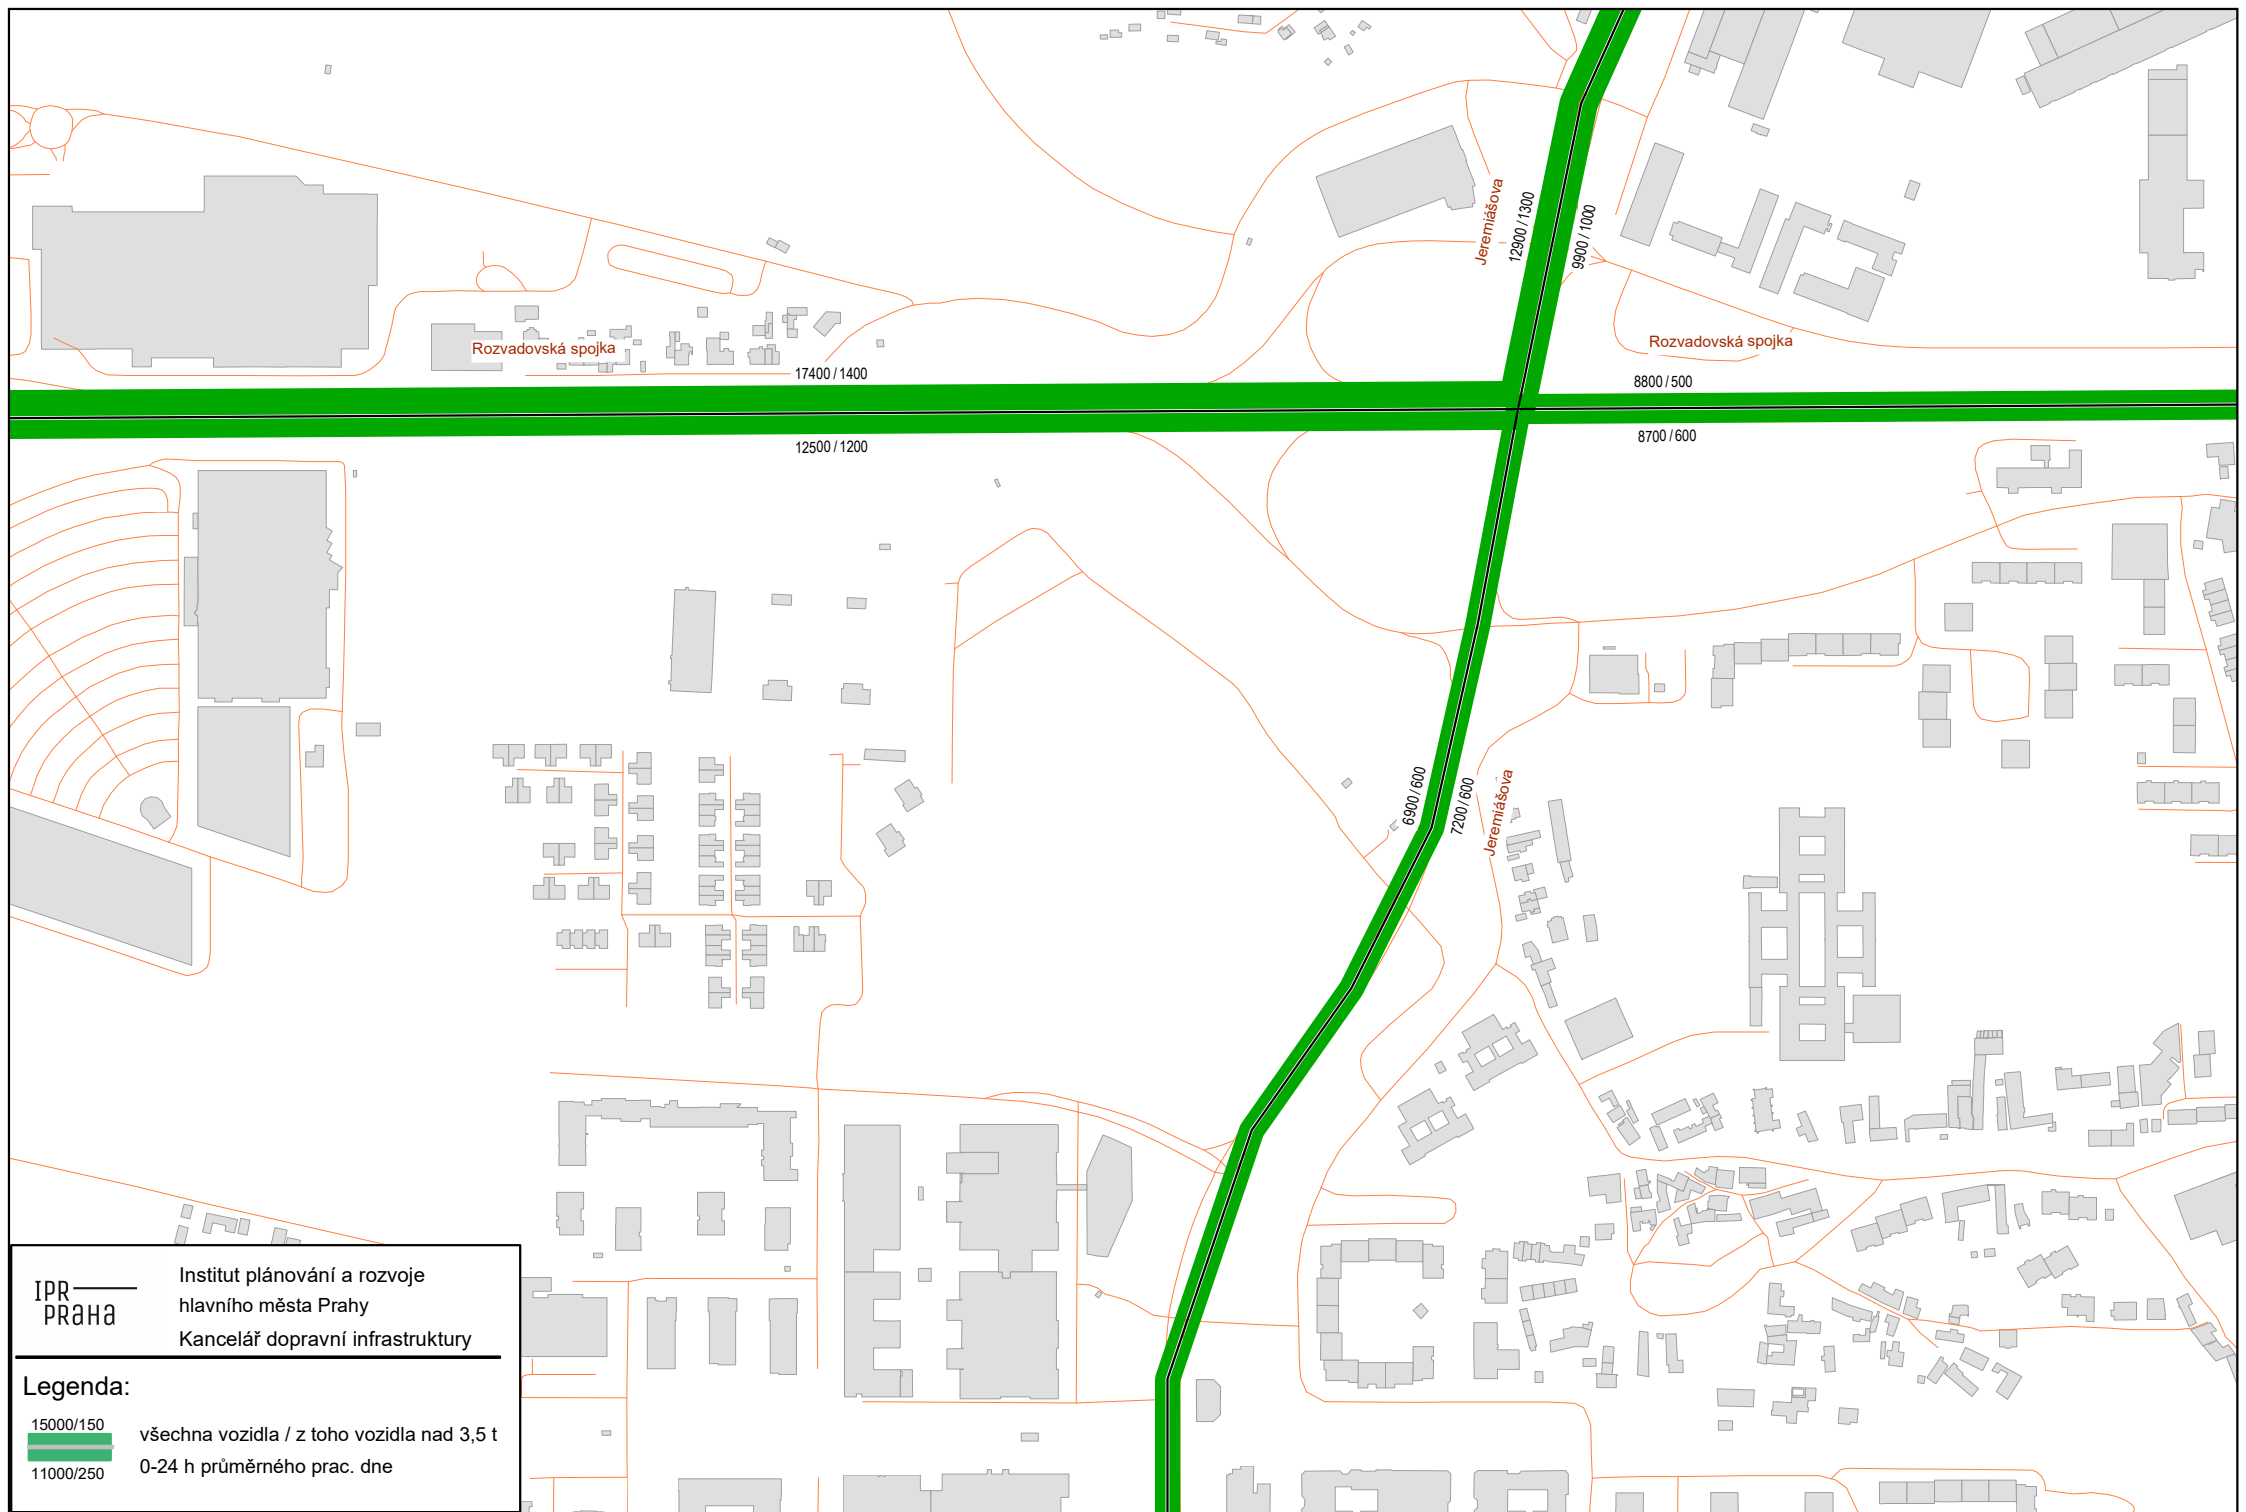 Jeremiášova
12900 / 1300
9900 / 1000
Rozvadovská spojka
Rozvadovská spojka
17400 / 1400
8800 / 500
12500 / 1200
8700 / 600
6900 / 600
7200 / 600
Jeremiášova
IPR
PRaHa
Institut plánování a rozvoje
hlavního města Prahy
Kancelář dopravní infrastruktury
Legenda:
15000/150
všechna vozidla / z toho vozidla nad 3,5 t
0-24 h průměrného prac. dne
11000/250